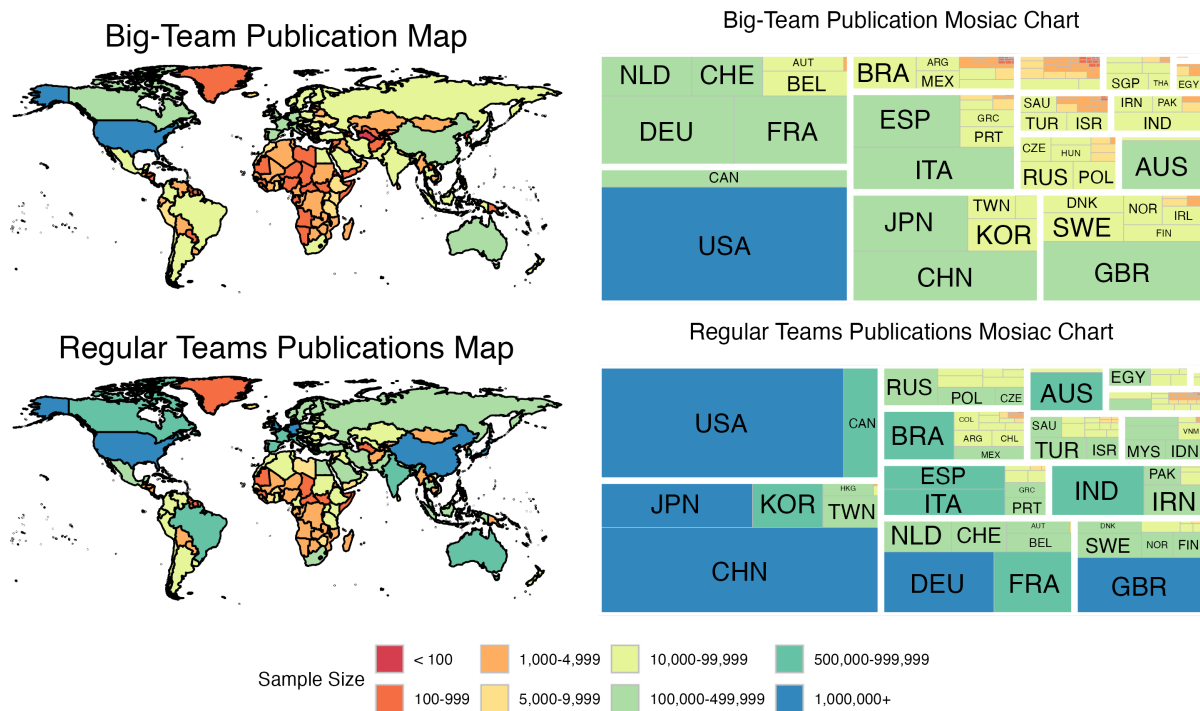 Big-Team Publication Map
Big-Team Publication Mosiac Chart
NLD
CHE
AUT
BEL
DEU
FRA
CAN
USA
BRA
ARG
MEX
SGP
THA
EGY
ESP
GRC
PRT
ITA
SAU
TUR
ISR
IRN
PAK
IND
CZE
HUN
RUS
POL
AUS
JPN
TWN
KOR
CHN
DNK
SWE
NOR
IRL
FIN
GBR
Regular Teams Publications Map
Regular Teams Publications Mosiac Chart
USA
CAN
JPN
KOR
HKG
TWN
CHN
RUS
POL
CZE
AUS
EGY
BRA
COL
ARG
CHL
MEX
SAU
TUR
ISR
MYS
VNM
IDN
ESP
ITA
GRC
PRT
IND
PAK
IRN
NLD
CHE
AUT
BEL
DEU
FRA
DNK
SWE
NOR
FIN
GBR
Sample Size
< 100
1,000-4,999
10,000-99,999
500,000-999,999
100-999
5,000-9,999
100,000-499,999
1,000,000+